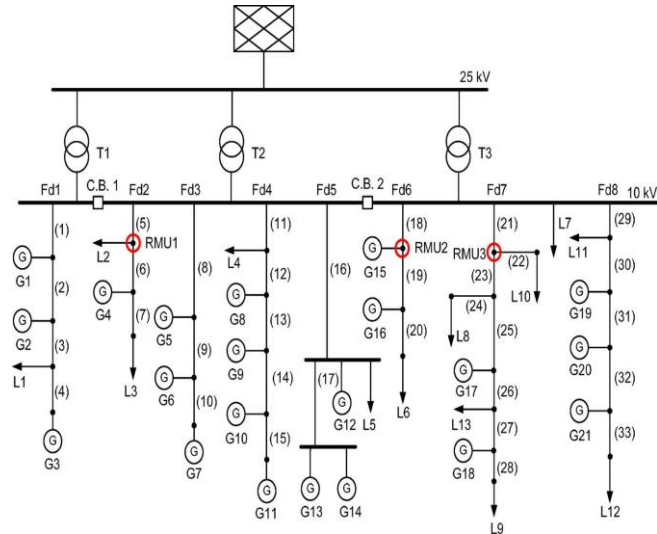 25 kV
T1
T2
T3
Fd1 C.B. 1 Fd2 Fd3 Fd4 Fd5 C.B. 2 Fd6 Fd7 Fd8 10 kV
(1) (5) (11) (18) (21) L7 (29)
L2 RMU1 L4 G15 RMU2 RMU3 (22) L11
G1 (6) (8) (12) (16) (19) (23) (30)
(2) G4 G8 (24) L10 G19
G2 (7) G5 (13) G16 (20) L8 (25) (31)
(3) (9) G9 G20
L1 (4) L3 G6 (10) (14) (17) G12 L5 L6 G17 (26) (32)
G10 L13 (27) G21
G3 G7 (15) G18 (28) (33)
G11 G13 G14 L9 L12
G G G G G G G G G G G G G G G G G G G G G